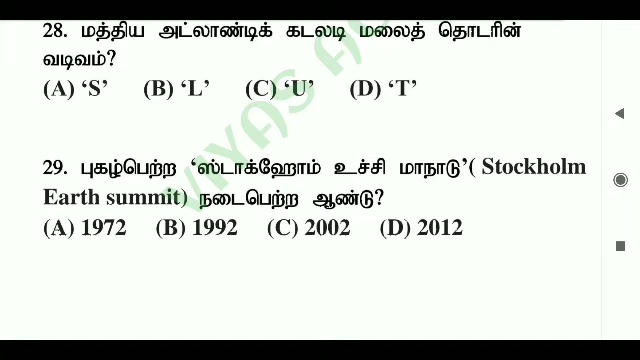 28. மத்திய அட்லாண்டிக் கடலடி மலைத் தொடரின்
வடிவம்?
(A) ‘S’ (B) ‘L’ (C) ‘U’ (D) ‘T’
29. புகழ்பெற்ற ‘ஸ்டாக்ஹோம் உச்சி மாநாடு’( Stockholm
Earth summit) நடைபெற்ற ஆண்டு?
(A) 1972 (B) 1992 (C) 2002 (D) 2012
VIYAS